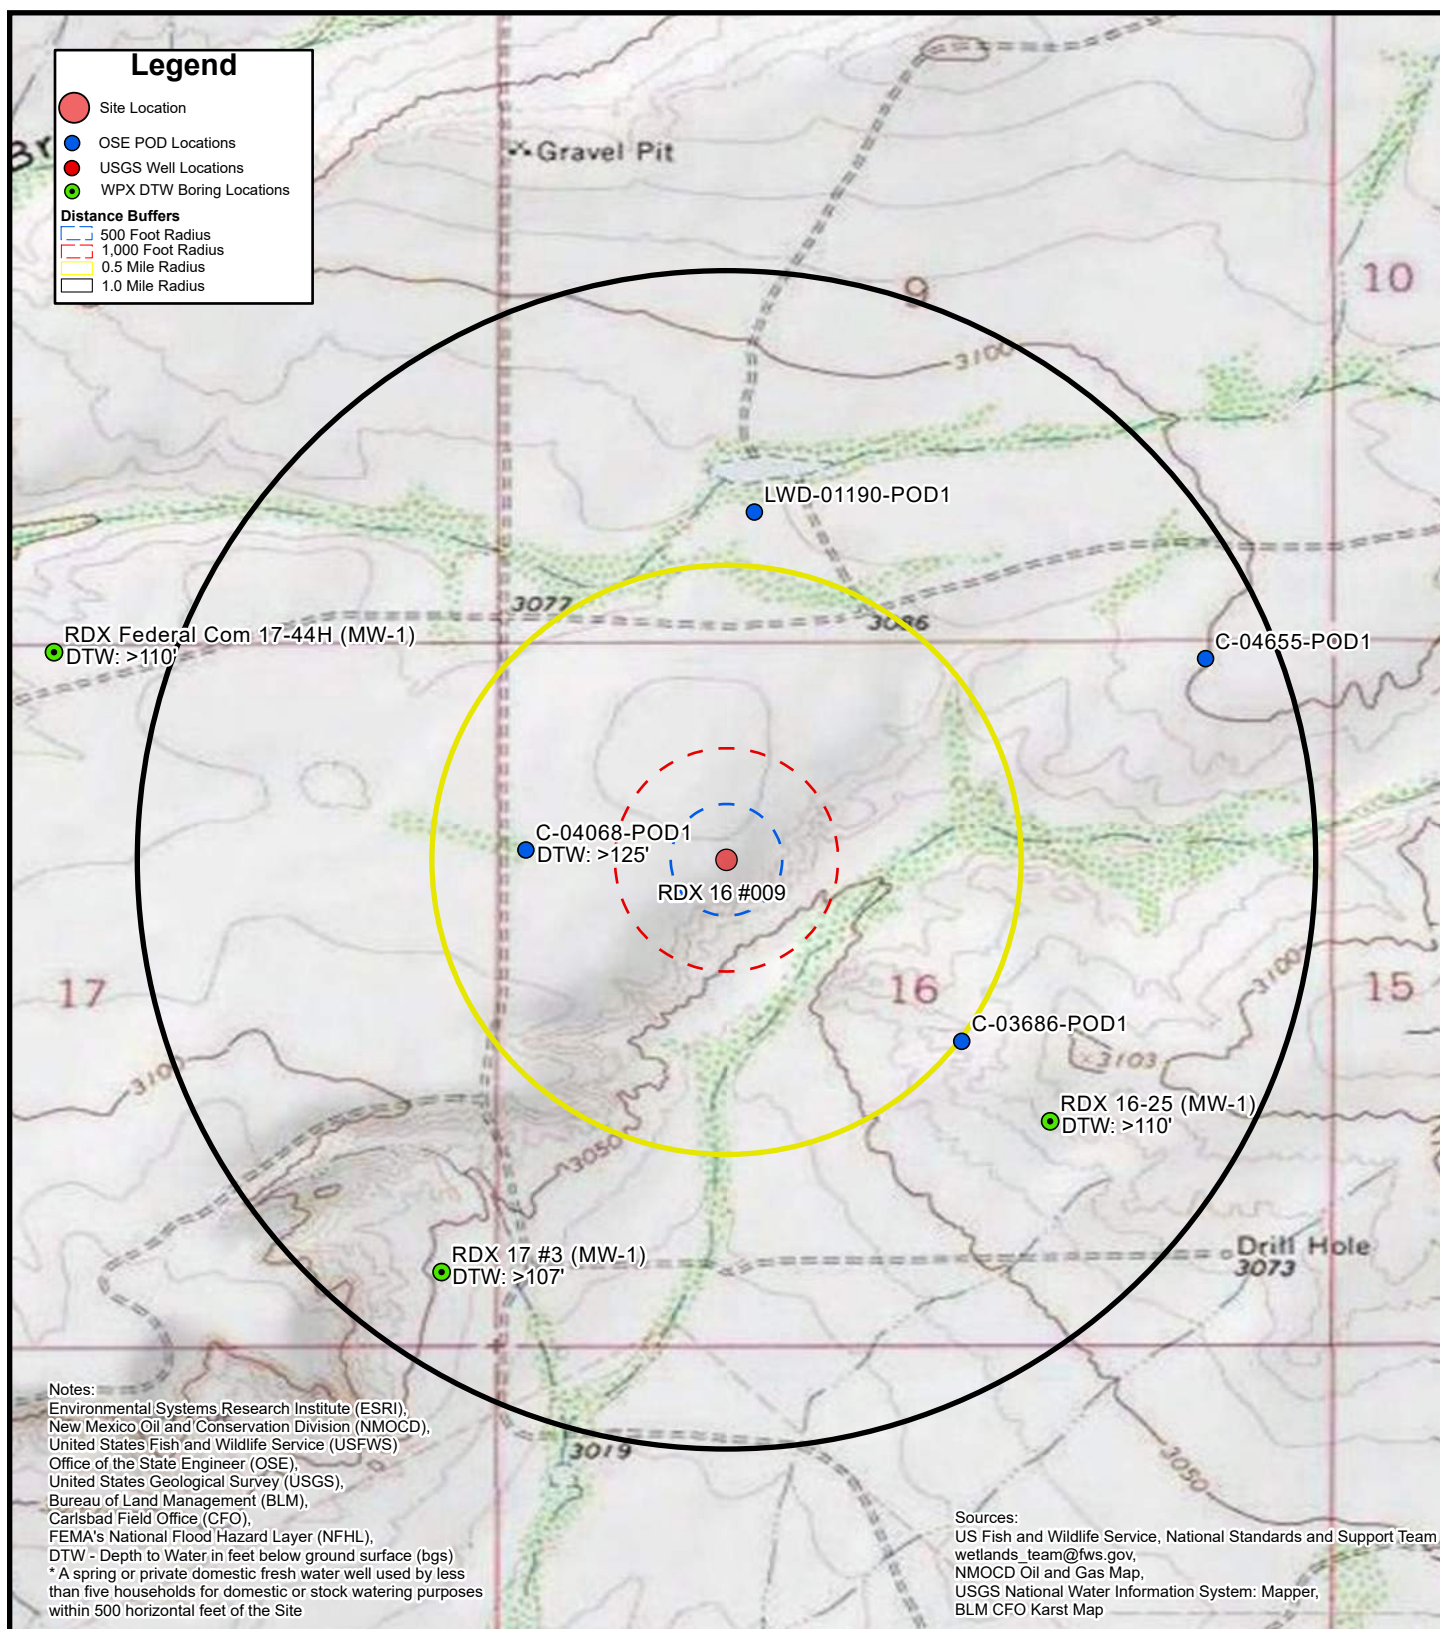 Legend
Site Location
OSE POD Locations
USGS Well Locations
WPX DTW Boring Locations
Distance Buffers
500 Foot Radius
1,000 Foot Radius
0.5 Mile Radius
1.0 Mile Radius
Br
Gravel Pit
9
10
3100
LWD-01190-POD1
3077
3086
RDX Federal Com 17-44H (MW-1)
DTW: >110'
C-04655-POD1
C-04068-POD1
DTW: >125'
RDX 16 #009
17
16
15
3100
C-03686-POD1
3103
3100
RDX 16-25 (MW-1)
DTW: >110'
3050
RDX 17 #3 (MW-1)
DTW: >107'
Drill Hole
3073
3019
3050
Notes:
Environmental Systems Research Institute (ESRI),
New Mexico Oil and Conservation Division (NMOCD),
United States Fish and Wildlife Service (USFWS)
Office of the State Engineer (OSE),
United States Geological Survey (USGS),
Bureau of Land Management (BLM),
Carlsbad Field Office (CFO),
FEMA's National Flood Hazard Layer (NFHL),
DTW - Depth to Water in feet below ground surface (bgs)
* A spring or private domestic fresh water well used by less
than five households for domestic or stock watering purposes
within 500 horizontal feet of the Site
Sources:
US Fish and Wildlife Service, National Standards and Support Team
wetlands_team@fws.gov,
NMOCD Oil and Gas Map,
USGS National Water Information System: Mapper,
BLM CFO Karst Map